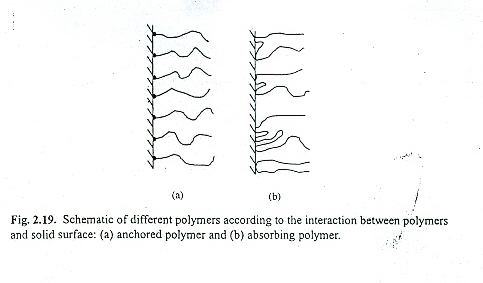 (a) (b)
Fig. 2.19. Schematic of different polymers according to the interaction between polymers
and solid surface: (a) anchored polymer and (b) absorbing polymer.